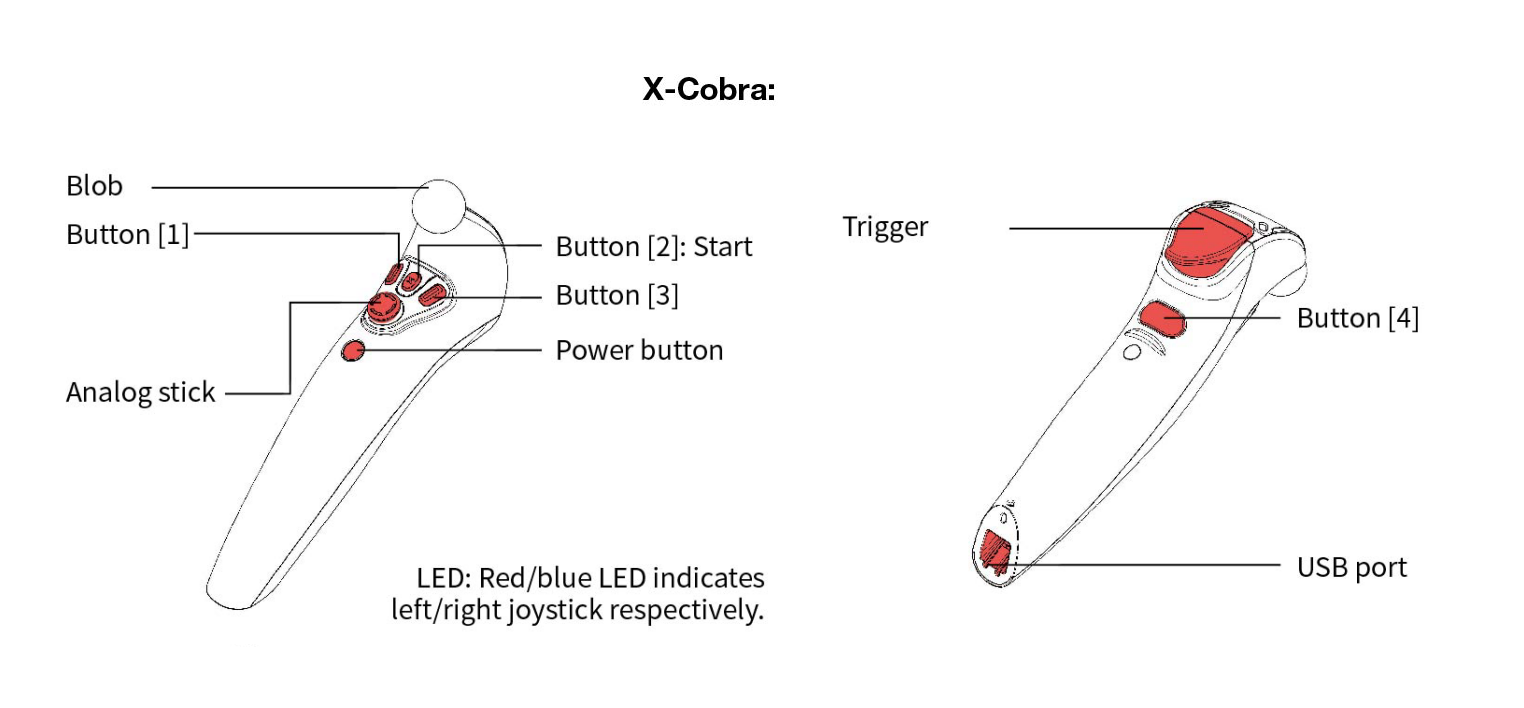 X-Cobra:
Blob
Button [1]
Button [2]: Start
Button [3]
Power button
Analog stick
LED: Red/blue LED indicates
left/right joystick respectively.
Trigger
Button [4]
USB port